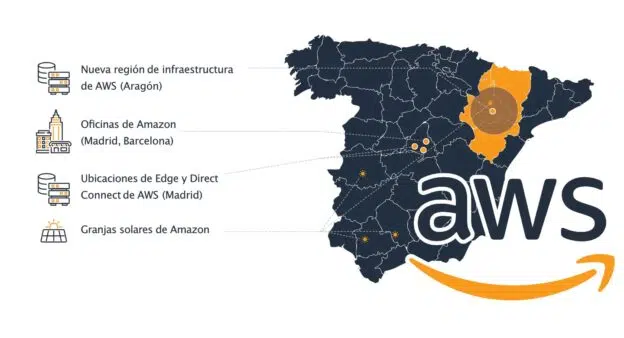 Nueva región de infraestructura
de AWS (Aragón)
Oficinas de Amazon
(Madrid, Barcelona)
Ubicaciones de Edge y Direct
Connect de AWS (Madrid)
Granjas solares de Amazon
aws